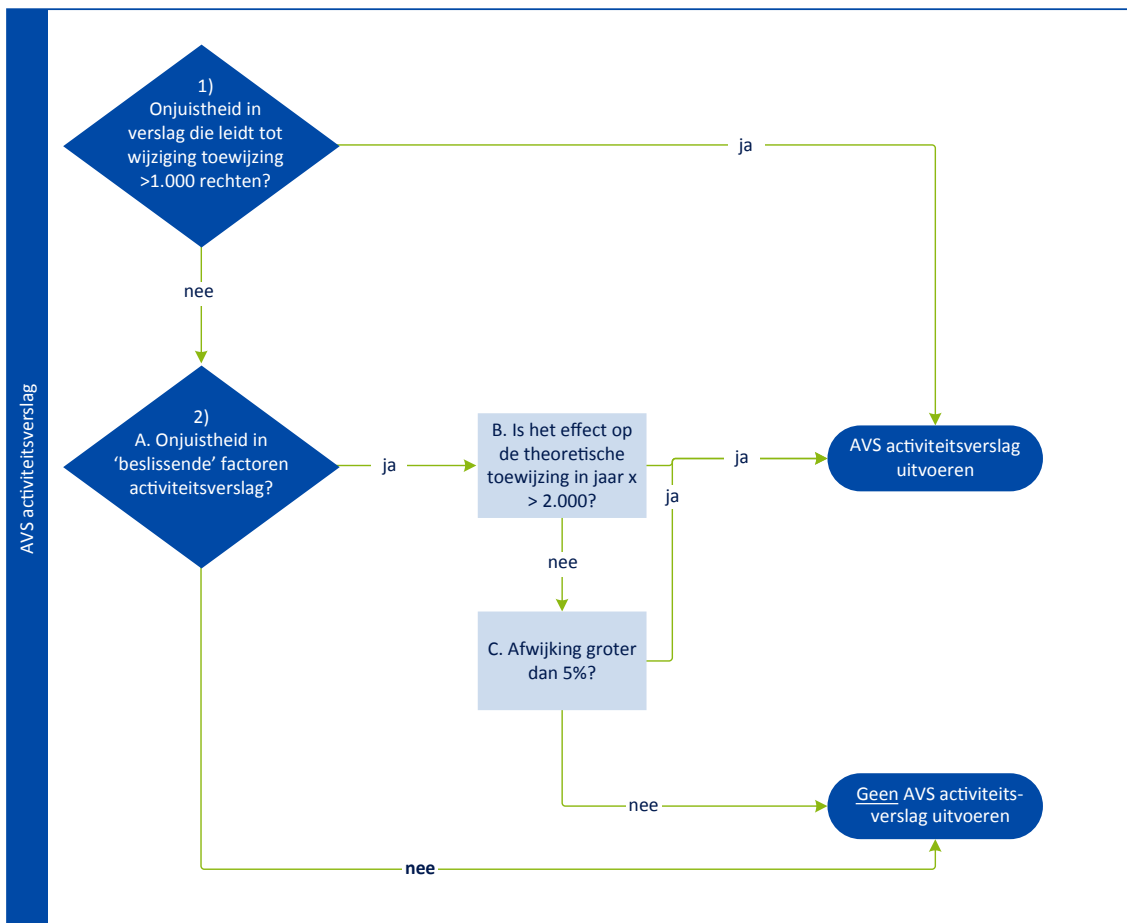 AVS activiteitsverslag
1)
Onjuistheid in
verslag die leidt tot
wijziging toewijzing
>1.000 rechten?
ja
nee
2)
A. Onjuistheid in
‘beslissende’ factoren
activiteitsverslag?
ja
B. Is het effect op
de theoretische
toewijzing in jaar x
> 2.000?
ja
ja
AVS activiteitsverslag
uitvoeren
nee
C. Afwijking groter
dan 5%?
nee
Geen AVS activiteits-
verslag uitvoeren
nee